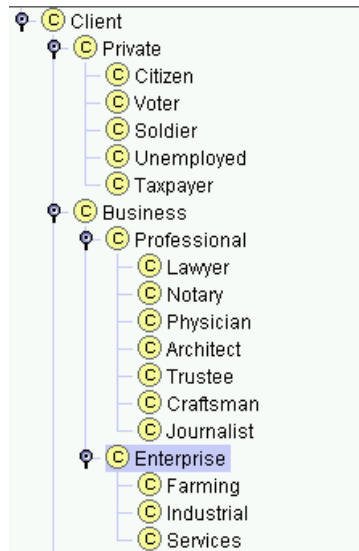 C Client
C Private
C Citizen
C Voter
C Soldier
C Unemployed
C Taxpayer
C Business
C Professional
C Lawyer
C Notary
C Physician
C Architect
C Trustee
C Craftsman
C Journalist
C Enterprise
C Farming
C Industrial
C Services